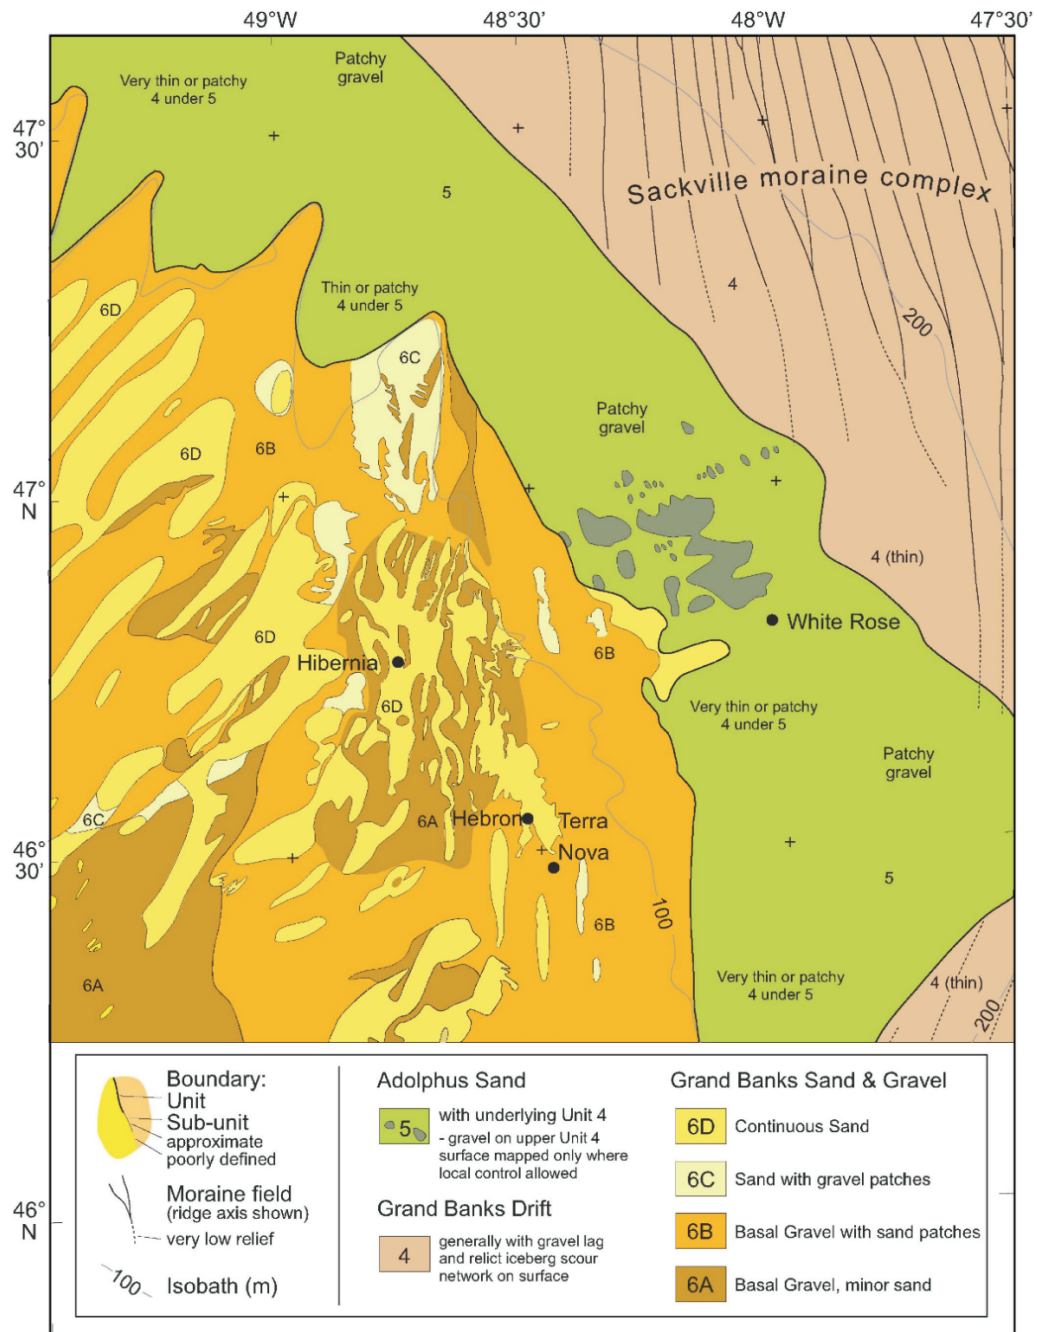 49°W 48°30' 48°W 47°30'
Patchy
gravel
Very thin or patchy
4 under 5
47°
30'
Sackville moraine complex
5
4
Thin or patchy
4 under 5
6D
200
6C
Patchy
gravel
6D
6B
47°
N
4 (thin)
White Rose
6D
6B
Hibernia
6D
Very thin or patchy
4 under 5
Patchy
gravel
6C
6A
Hebron
Terra
Nova
46°
30'
5
100
6B
6A
Very thin or patchy
4 under 5
4 (thin)
200
Boundary:
Unit
Sub-unit
approximate
poorly defined
Moraine field
(ridge axis shown)
very low relief
100
Isobath (m)
Adolphus Sand
5
with underlying Unit 4
- gravel on upper Unit 4
surface mapped only where
local control allowed
Grand Banks Drift
4
generally with gravel lag
and relict iceberg scour
network on surface
Grand Banks Sand & Gravel
6D Continuous Sand
6C Sand with gravel patches
6B Basal Gravel with sand patches
6A Basal Gravel, minor sand
46°
N